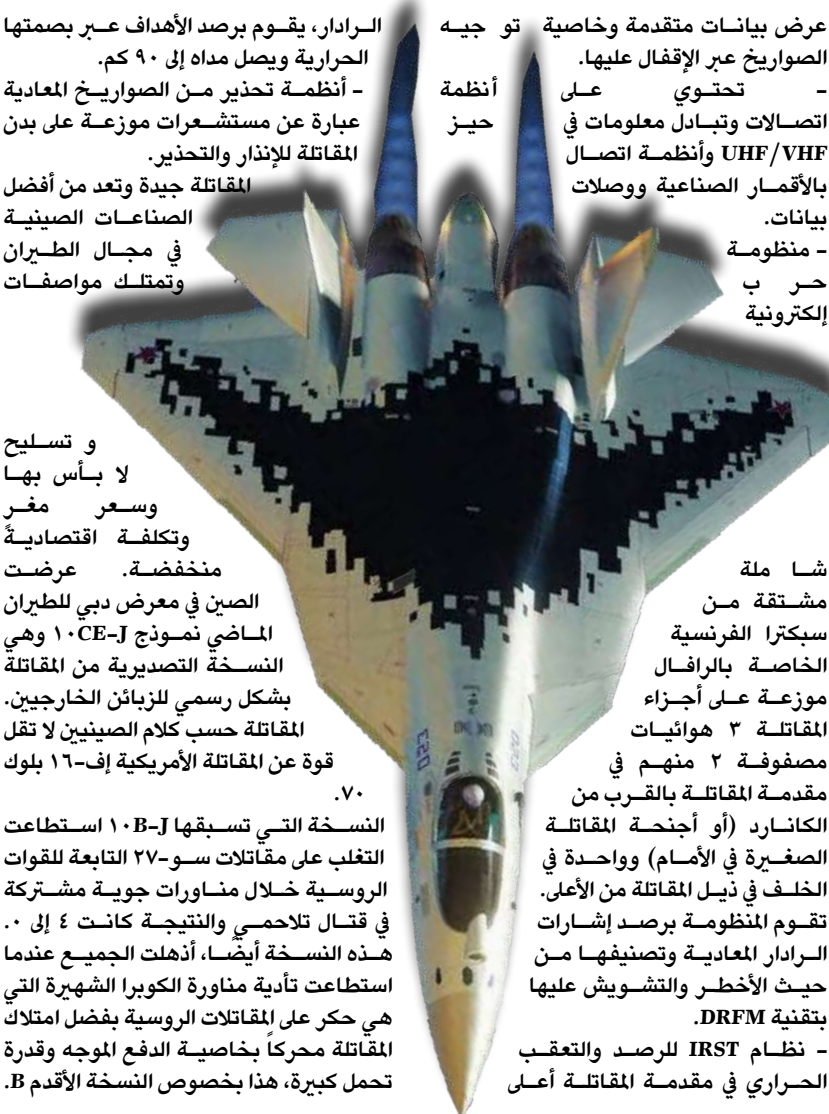 عرض بيانات متقدمة وخاصية تو جيه
الصواريخ عبر الإقفال عليها.
- تحتوي على أنظمة
اتصالات وتبادل معلومات في حيز
UHF/VHF وأنظمة اتصال
بالأقمار الصناعية ووصلات
بيانات.
- منظومة
حر ب
إلكترونية
شا ملة
مشتقة من
سبكترا الفرنسية
الخاصة بالرافال
موزعة على أجزاء
المقاتلة ٣ هوائيات
مصفوفة ٢ منهم في
مقدمة المقاتلة بالقرب من
الكانارد (أو أجنحة المقاتلة
الصغيرة في الأمام) وواحدة في
الخلف في ذيل المقاتلة من الأعلى.
تقوم المنظومة برصد إشارات
الرادار المعادية وتصنيفها من
حيث الأخطر والتشويش عليها
بتقنية DRFM.
- نظام IRST للرصد والتعقب
الحراري في مقدمة المقاتلة أعلى
الرادار، يقوم برصد الأهداف عبر بصمتها
الحرارية ويصل مداه إلى ٩٠ كم.
- أنظمة تحذير من الصواريخ المعادية
عبارة عن مستشعرات موزعة على بدن
المقاتلة للإنذار والتحذير.
المقاتلة جيدة وتعد من أفضل
الصناعات الصينية
في مجال الطيران
وتمتلك مواصفات
و تسليح
لا بأس بها
وسعر مغر
وتكلفة اقتصاديةً
منخفضة. عرضت
الصين في معرض دبي للطيران
الماضي نموذج J-١٠CE وهي
النسخة التصديرية من المقاتلة
بشكل رسمي للزبائن الخارجيين.
المقاتلة حسب كلام الصينيين لا تقل
قوة عن المقاتلة الأمريكية إف-١٦ بلوك
٧٠.
النسخة التي تسبقها J-١٠B استطاعت
التغلب على مقاتلات سو-٢٧ التابعة للقوات
الروسية خلال مناورات جوية مشتركة
في قتال تلاحمي والنتيجة كانت ٤ إلى ٠.
هذه النسخة أيضًا، أذهلت الجميع عندما
استطاعت تأدية مناورة الكوبرا الشهيرة التي
هي حكر على المقاتلات الروسية بفضل امتلاك
المقاتلة محركاً بخاصية الدفع الموجه وقدرة
تحمل كبيرة، هذا بخصوص النسخة الأقدم B.
023